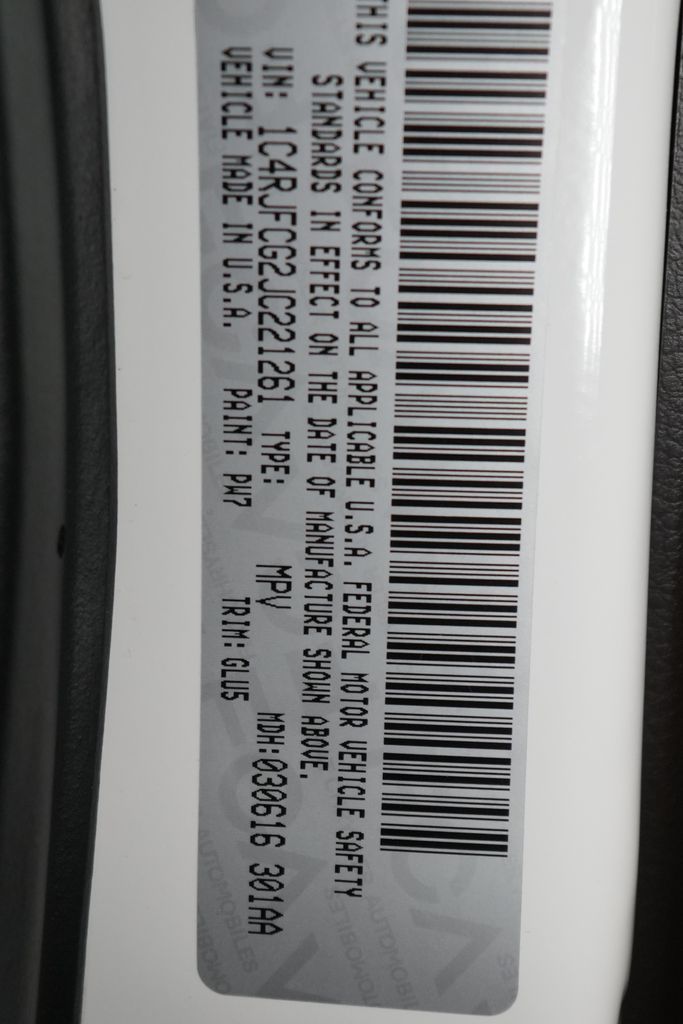 THIS VEHICLE CONFORMS TO ALL APPLICABLE U.S.A. FEDERAL MOTOR VEHICLE SAFETY
STANDARDS IN EFFECT ON THE DATE OF MANUFACTURE SHOWN ABOVE.
VIN: 1C4RJFCG2JC221261 TYPE: MPV MDH:030616 301AA
VEHICLE MADE IN U.S.A. PAINT: PW7 TRIM: GLU5
AUTOMOBILES